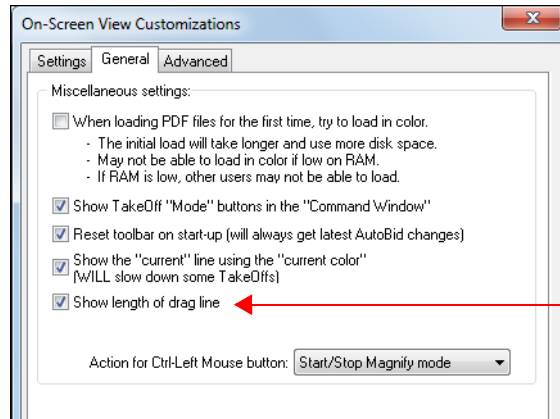 On-Screen View Customizations
Settings General Advanced
Miscellaneous settings:
When loading PDF files for the first time, try to load in color.
- The initial load will take longer and use more disk space.
- May not be able to load in color if low on RAM.
- If RAM is low, other users may not be able to load.
Show TakeOff "Mode" buttons in the "Command Window"
Reset toolbar on start-up (will always get latest AutoBid changes)
Show the "current" line using the "current color"
(WILL slow down some TakeOffs)
Show length of drag line
Action for Ctrl-Left Mouse button: Start/Stop Magnify mode